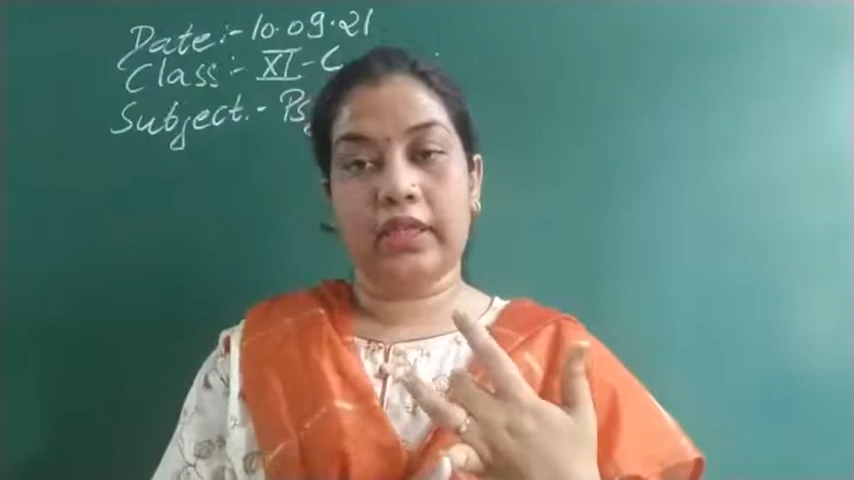 Date:- 10.09.21
Class:- XI-C
Subject:-